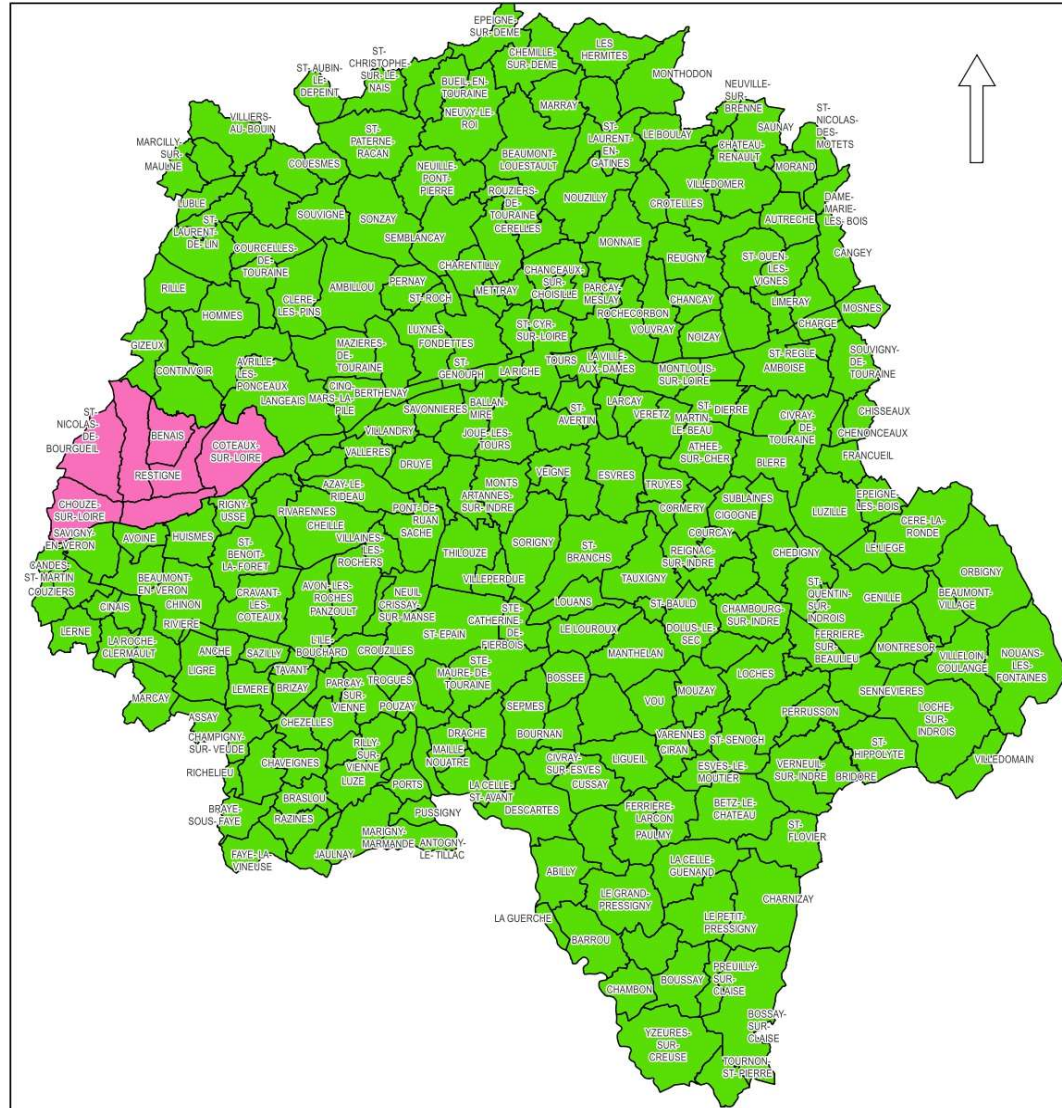 EPEIGNE-
SUR-DEME
ST-
CHRISTOPHE-
SUR-LE-
NAIS
CHEMILLE-
SUR-DEME
LES
HERMITES
ST-AUBIN-
LE-
DEPEINT
BUEIL-EN-
TOURAINE
MONTHODON
NEUVILLE-
SUR-
BRENNE
VILLIERS-
AU-BOUIN
NEUVY-LE-
ROI
MARRAY
ST-
NICOLAS-
DES-
MOTETS
MARCILLY-
SUR-
MAULNE
COUESMES
ST-
PATERNE-
RACAN
ST-
LAURENT-
EN-
GATINES
LE BOULAY
SAUNAY
CHATEAU-
RENAULT
NEUILLE-
PONT-
PIERRE
BEAUMONT-
LOUESTAULT
MORAND
LUBLE
SOUVIGNE
SONZAY
ROUZIERS-
DE-
TOURAINE
NOUZILLY
VILLEDOMER
CROTELLES
DAME-
MARIE-
LES-BOIS
ST-
LAURENT-
DE-LIN
SEMBLANCAY
CERELLES
AUTRECHE
COURCELLES-
DE-
TOURAINE
MONNAIE
REUGNY
ST-OUEN-
LES-
VIGNES
CANGEY
RILLE
HOMMES
CLERE-
LES-PINS
AMBILLOU
PERNAY
CHARENTILLY
METTRAY
CHANCEAUX-
SUR-
CHOISILLE
PARCAY-
MESLAY
CHANCAY
LIMERAY
MOSNES
ST-ROCH
ROCHECORBON
CHARGE
GIZEUX
LUYNES
FONDETTES
ST-CYR-
SUR-LOIRE
VOUVRAY
NOIZAY
CONTINVOIR
AVRILLE-
LES-
PONCEAUX
MAZIERES-
DE-
TOURAINE
ST-
GENOUPH
LA RICHE
TOURS
LA VILLE-
AUX-DAMES
MONTLOUIS-
SUR-LOIRE
ST-REGLE
AMBOISE
SOUVIGNY-
DE-
TOURAINE
LANGEAIS
CINQ-
MARS-LA-
PILE
BERTHENAY
SAVONNIERES
BALLAN-
MIRE
ST-
AVERTIN
LARCAY
VERETZ
ST-
MARTIN-
LE-BEAU
DIERRE
CIVRAY-
DE-
TOURAINE
CHISSEAUX
CHENONCEAUX
FRANCUEIL
ST-
NICOLAS-
DE-
BOURGUEIL
BENAIS
RESTIGNE
COTEAUX-
SUR-LOIRE
VILLANDRY
VALLERES
DRUYE
JOUE-LES-
TOURS
ATHEE-
SUR-CHER
BLERE
CHOUZE-
SUR-LOIRE
AZAY-LE-
RIDEAU
MONTS
ARTANNES-
SUR-INDRE
VEIGNE
ESVRES
TRUYES
CORMERY
SUBLAINES
CIGOGNE
LUZILLE
EPEIGNE-
LES-BOIS
CERE-LA-
RONDE
LE LIEGE
SAVIGNY-
EN-VERON
AVOINE
HUISMES
RIGNY-
USSE
RIVARENNES
CHEILLE
PONT-DE-
RUAN
SACHE
SORIGNY
ST-
BRANCHS
COURCAY
REIGNAC-
SUR-INDRE
CHEDIGNY
ORBIGNY
CANDES-
ST-MARTIN
COUZIERS
ST-
BENOIT-
LA-FORET
VILLAINES-
LES-
ROCHERS
THILOUZE
VILLEPERDUE
TAUXIGNY
ST-
QUENTIN-
SUR-
INDROIS
GENILLE
BEAUMONT-
VILLAGE
BEAUMONT-
EN-VERON
CHINON
CINAIS
RIVIERE
CRAVANT-
LES-
COTEAUX
AVON-LES-
ROCHES
PANZOULT
NEUIL
CRISSAY-
SUR-MANSE
STE-
CATHERINE-
DE-
FIERBOIS
LOUANS
LE LOUROUX
ST-BAULD
DOLUS-LE-
SEC
CHAMBOURG-
SUR-INDRE
FERRIERE-
SUR-
BEAULIEU
MONTRESOR
VILLELOIN-
COULANGE
NOUANS-
LES-
FONTAINES
LERNE
LA ROCHE-
CLERMAULT
ANCHE
SAZILLY
L'ILE-
BOUCHARD
CROUZILLES
ST-EPAIN
MANTHELAN
LIGRE
TAVANT
BRIZAY
LEMERE
PARCAY-
SUR-
VIENNE
TROGUES
POUZAY
STE-
MAURE-DE-
TOURAINE
BOSSEE
VOU
MOUZAY
LOCHES
PERRUSSON
SENNEVIERES
LOCHE-
SUR-
INDROIS
MARCAY
ASSAY
CHEZELLES
SEPMES
BOURNAN
DRACHE
VARENNES
CIRAN
ST-SENOCH
ST-
HIPPOLYTE
VILLEDOMAIN
CHAMPIGNY-
SUR-VEUDE
RICHELIEU
CHAVEIGNES
RILLY-
SUR-
VIENNE
LUZE
MAILLE
NOUATRE
CIVRAY-
SUR-ESVES
CUSSAY
LIGUEIL
ESVES-LE-
MOUTIER
VERNEUIL-
SUR-INDRE
BRIDORE
BRASLOU
PORTS
LA CELLE-
ST-AVANT
DESCARTES
BETZ-LE-
CHATEAU
BRAYE-
SOUS-FAYE
RAZINES
MARIGNY-
MARMANDE
PUSSIGNY
ANTOGNY-
LE-TILLAC
FERRIERE-
LARCON
PAULMY
ST-
FLOVIER
FAYE-LA-
VINEUSE
JAULNAY
ABILLY
LA CELLE-
GUENAND
LE GRAND-
PRESSIGNY
CHARNIZAY
LA GUERCHE
LE PETIT-
PRESSIGNY
BARROU
PREUILLY-
SUR-
CLAISE
BOUSSAY
CHAMBON
BOSSAY-
SUR-
CLAISE
YZEURES-
SUR-
CREUSE
TOURNON-
ST-PIERRE